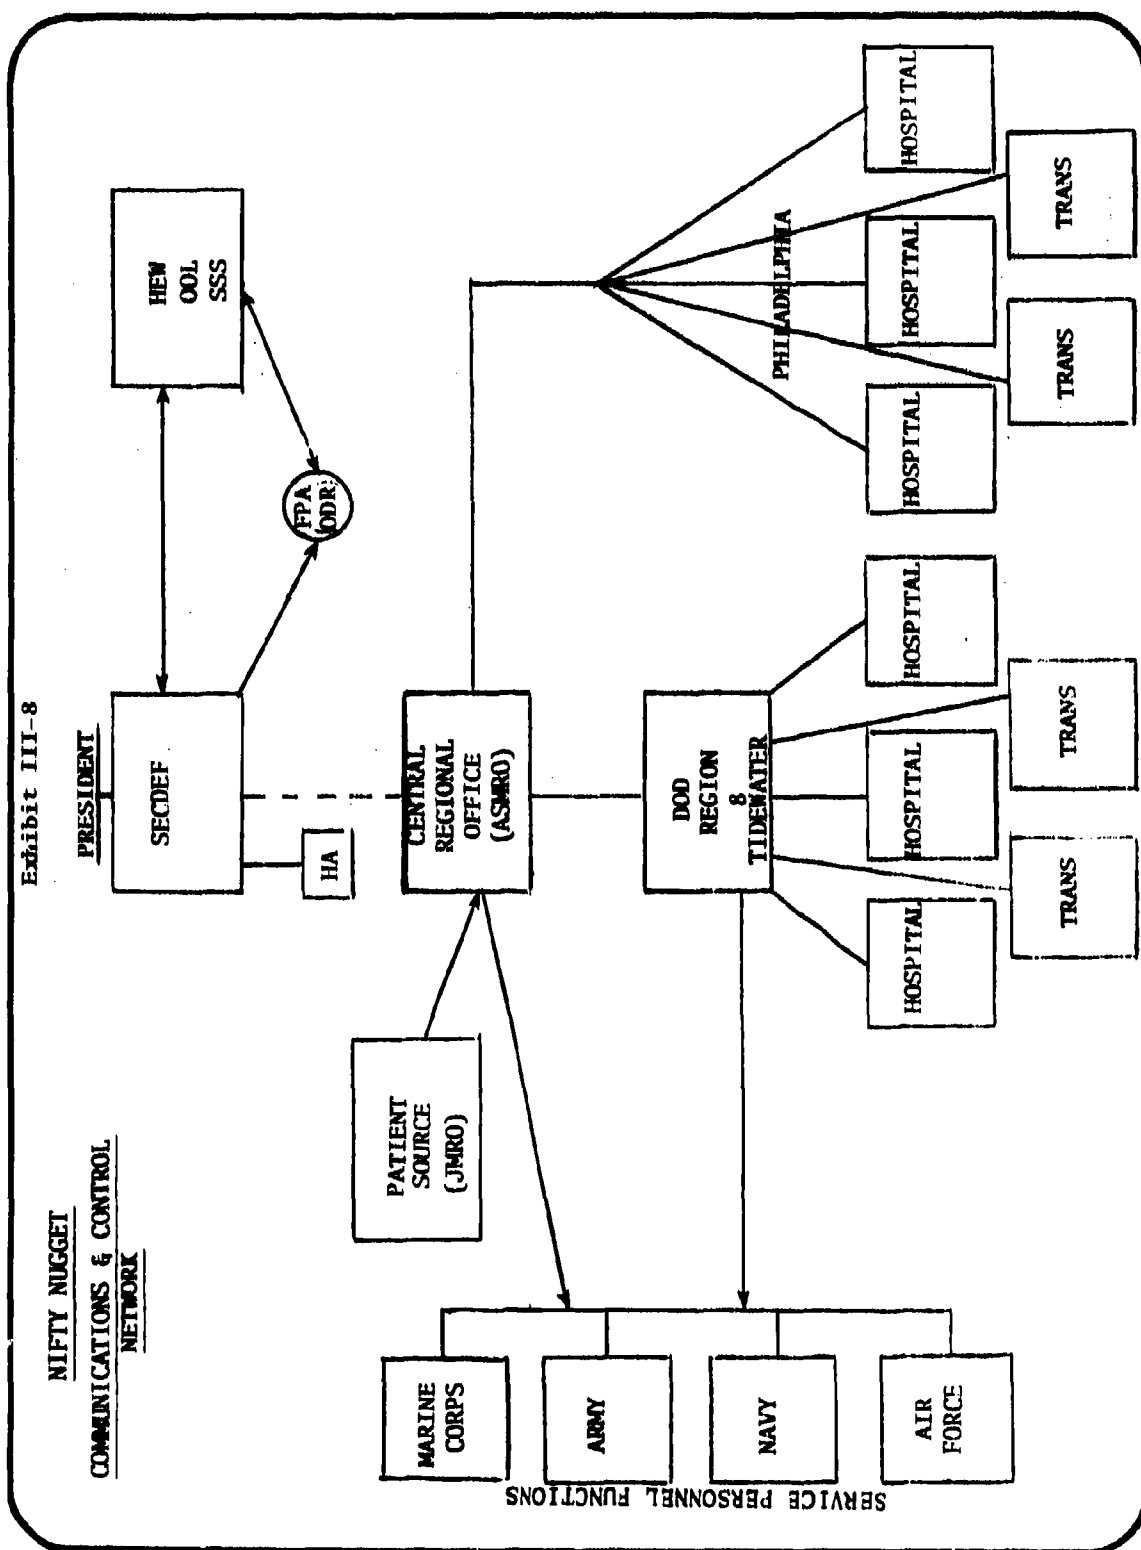 Exhibit III-8
NIFTY NUGGET
COMMUNICATIONS & CONTROL
NETWORK
PRESIDENT
SECDEF
HEW
OOL
SSS
FPA
(ODR)
HA
PATIENT
SOURCE
(JMRO)
CENTRAL
REGIONAL
OFFICE
(ASMRO)
MARINE
CORPS
ARMY
NAVY
AIR
FORCE
SERVICE PERSONNEL FUNCTIONS
DOD
REGION
8
TIDEWATER
PHILADELPHIA
HOSPITAL
HOSPITAL
HOSPITAL
HOSPITAL
HOSPITAL
HOSPITAL
TRANS
TRANS
TRANS
TRANS